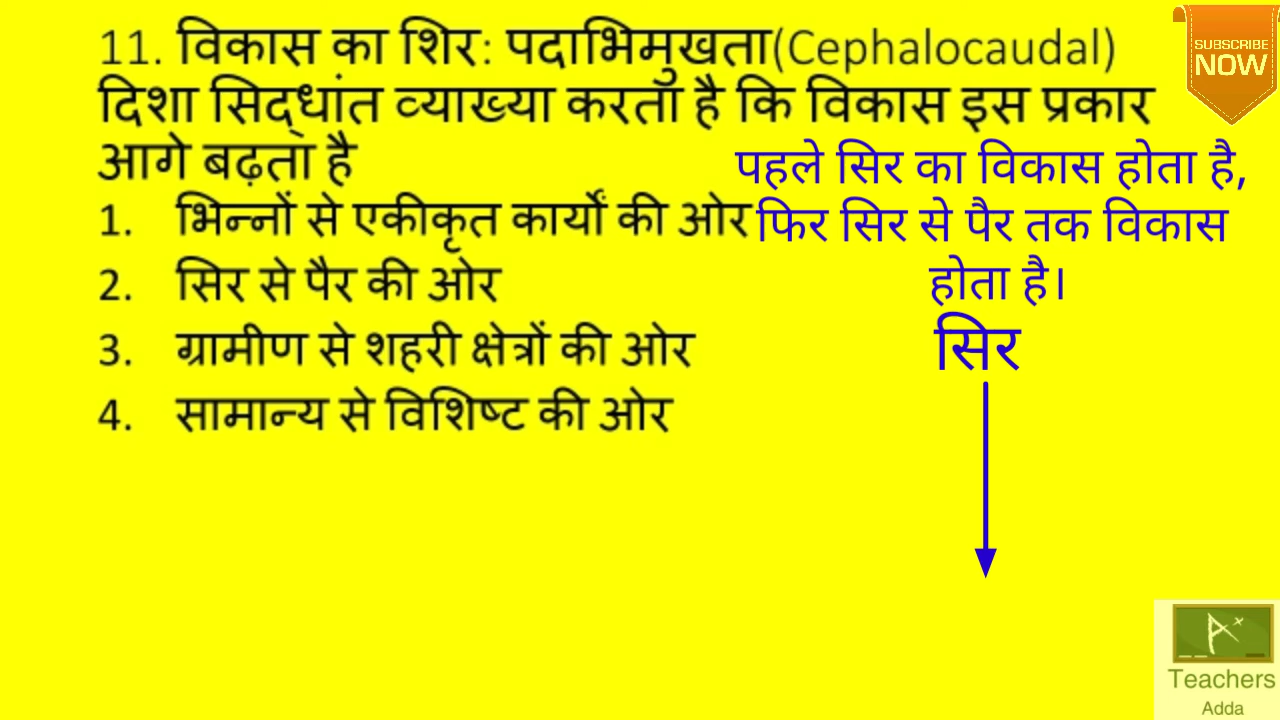 11. विकास का शिर: पदाभिमुखता(Cephalocaudal)
दिशा सिद्धांत व्याख्या करता है कि विकास इस प्रकार
आगे बढ़ता है
1. भिन्नों से एकीकृत कार्यों की ओर
2. सिर से पैर की ओर
3. ग्रामीण से शहरी क्षेत्रों की ओर
4. सामान्य से विशिष्ट की ओर
पहले सिर का विकास होता है,
फिर सिर से पैर तक विकास
होता है।
सिर
SUBSCRIBE
NOW
A+
Teachers
Adda